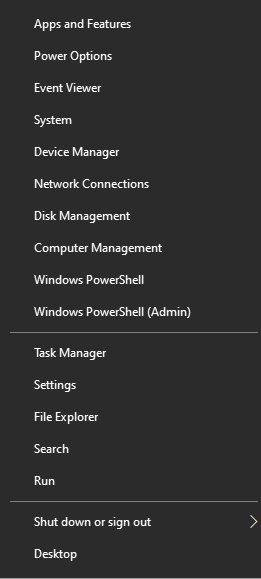 Apps and Features
Power Options
Event Viewer
System
Device Manager
Network Connections
Disk Management
Computer Management
Windows PowerShell
Windows PowerShell (Admin)
Task Manager
Settings
File Explorer
Search
Run
Shut down or sign out
Desktop